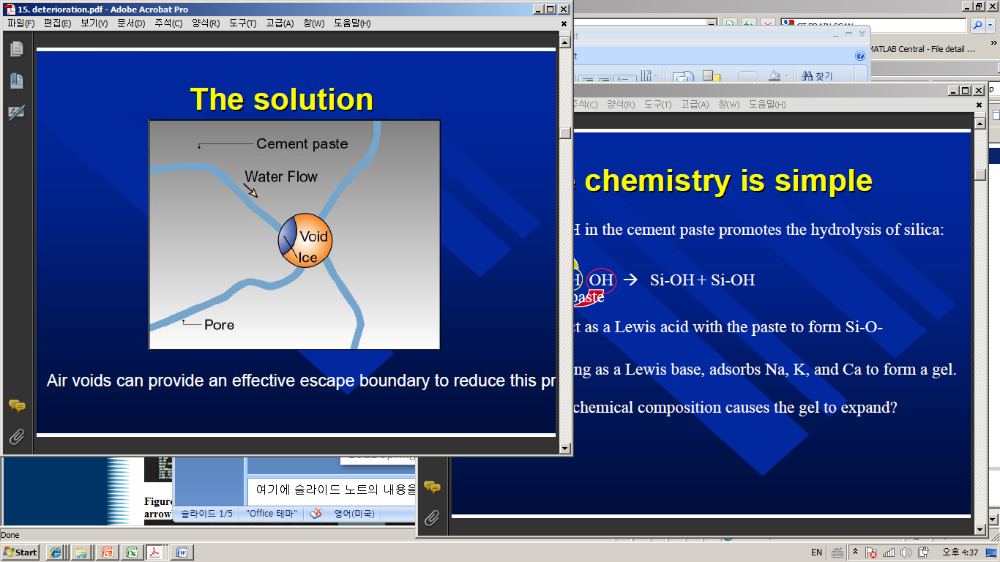 15. deterioration.pdf - Adobe Acrobat Pro
파일(F) 편집(E) 보기(V) 문서(D) 주석(C) 양식(R) 도구(T) 고급(A) 창(W) 도움말(H)
The solution
Cement paste
Water Flow
Void
Ice
Pore
Air voids can provide an effective escape boundary to reduce this pr
CT BRAIN SCAN
MATLAB Central - File detail ...
찾기
주석(C) 양식(R) 도구(T) 고급(A) 창(W) 도움말(H)
chemistry is simple
H in the cement paste promotes the hydrolysis of silica:
H OH → Si-OH + Si-OH
paste
ct as a Lewis acid with the paste to form Si-O-
ng as a Lewis base, adsorbs Na, K, and Ca to form a gel.
chemical composition causes the gel to expand?
Figure
arrow
여기에 슬라이드 노트의 내용을
슬라이드 1/5 "Office 테마" 영어(미국)
Done
Start
EN
오후 4:37